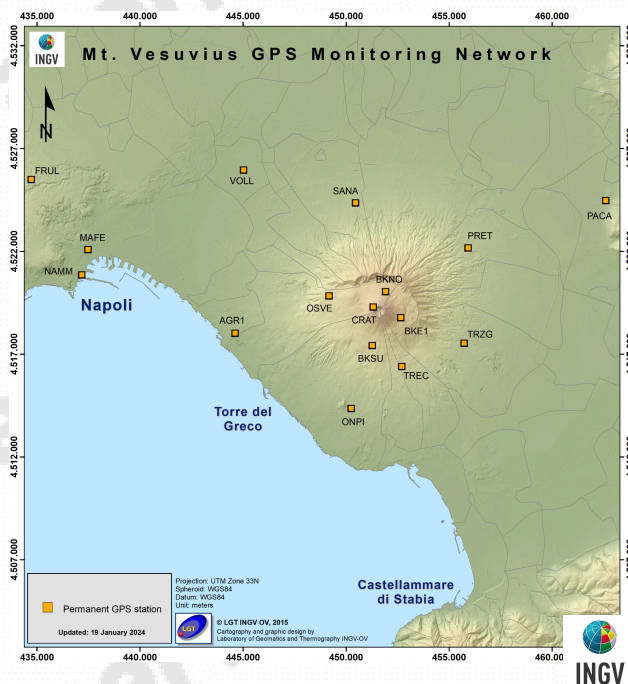 435.000 440.000 445.000 450.000 455.000 460.000
4.532.000
INGV
Mt. Vesuvius GPS Monitoring Network
N
4.527.000
FRUL
VOLL
SANA
PACA
4.522.000
MAFE
PRET
NAMM
BKNO
Napoli
OSVE
CRAT
AGR1
BKE1
TRZG
4.517.000
BKSU
TREC
Torre del
Greco
ONPI
4.512.000
4.507.000
Castellammare
di Stabia
Permanent GPS station
Updated: 19 January 2024
Projection: UTM Zone 33N
Spheroid: WGS84
Datum: WGS84
Unit: meters
LGT
© LGT INGV OV, 2015
Cartography and graphic design by
Laboratory of Geomatics and Thermography INGV-OV
435.000 440.000 445.000 450.000 455.000 460.000
INGV